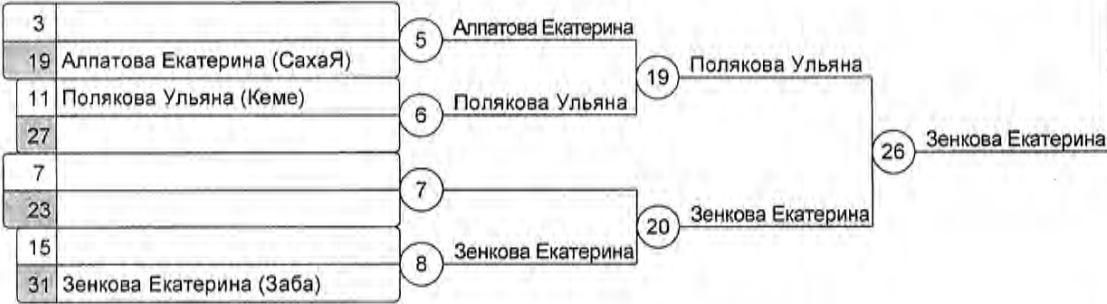 3
19 Алпатова Екатерина (СахаЯ)
11 Полякова Ульяна (Кеме)
27
7
23
15
31 Зенкова Екатерина (Заба)
5 Алпатова Екатерина
6 Полякова Ульяна
7
8 Зенкова Екатерина
19 Полякова Ульяна
20 Зенкова Екатерина
26 Зенкова Екатерина